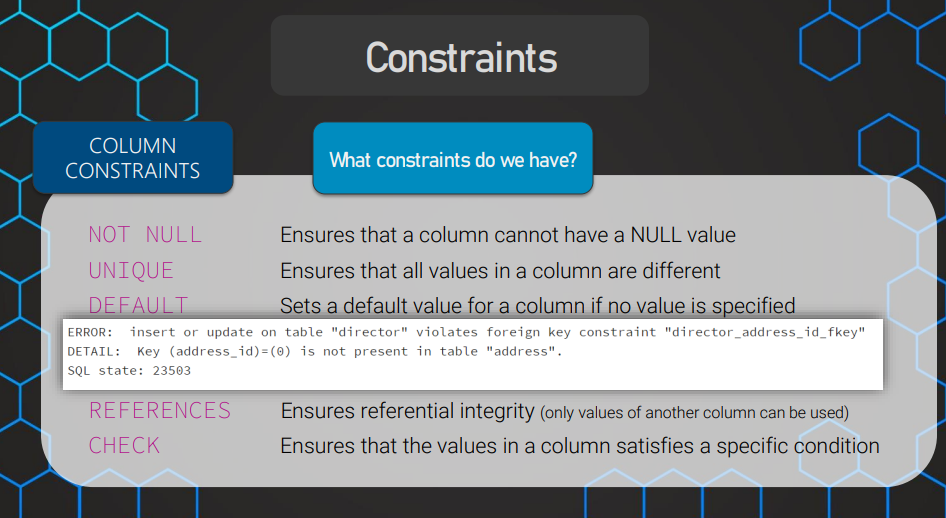 Constraints
COLUMN
CONSTRAINTS
What constraints do we have?
NOT NULL Ensures that a column cannot have a NULL value
UNIQUE Ensures that all values in a column are different
DEFAULT Sets a default value for a column if no value is specified
ERROR:  insert or update on table "director" violates foreign key constraint "director_address_id_fkey"
DETAIL:  Key (address_id)=(0) is not present in table "address".
SQL state: 23503
REFERENCES Ensures referential integrity (only values of another column can be used)
CHECK Ensures that the values in a column satisfies a specific condition